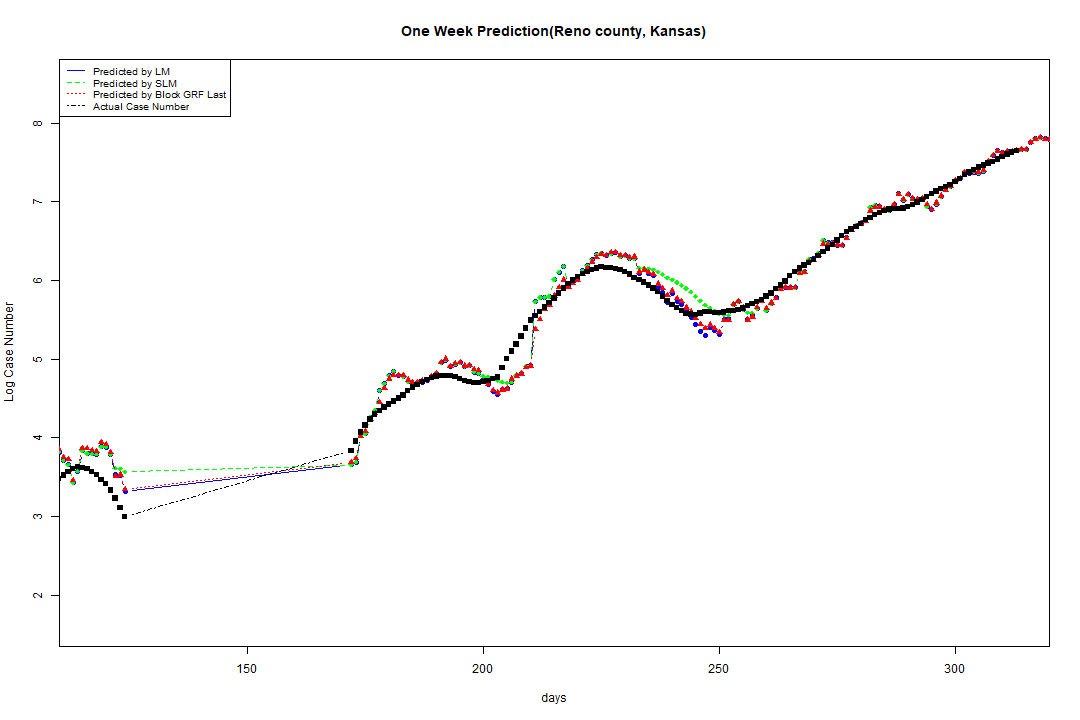 One Week Prediction(Reno county, Kansas)
Predicted by LM
Predicted by SLM
Predicted by Block GRF Last
Actual Case Number
Log Case Number
8
7
6
5
4
3
2
150 200 250 300
days